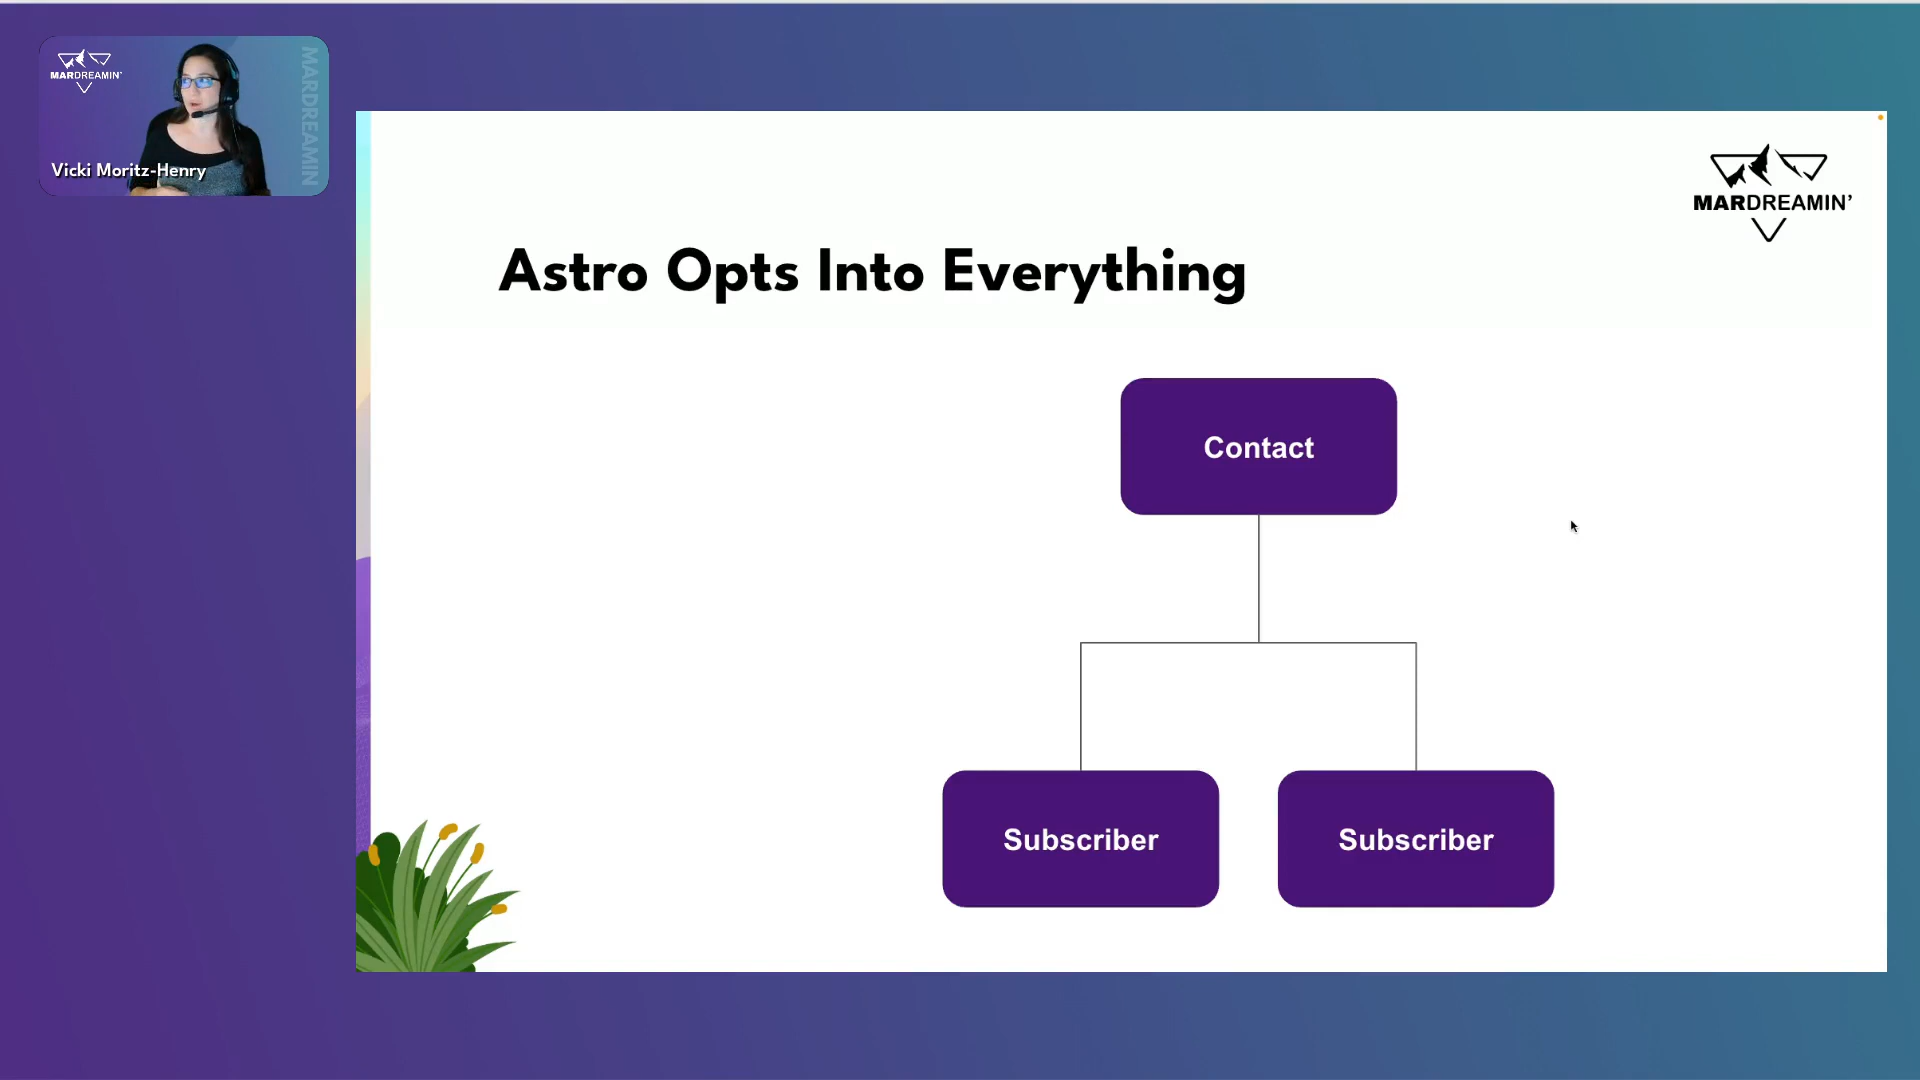 MARDREAMIN'
MARDREAMIN
Vicki Moritz-Henry
MARDREAMIN'
Astro Opts Into Everything
Contact
Subscriber
Subscriber